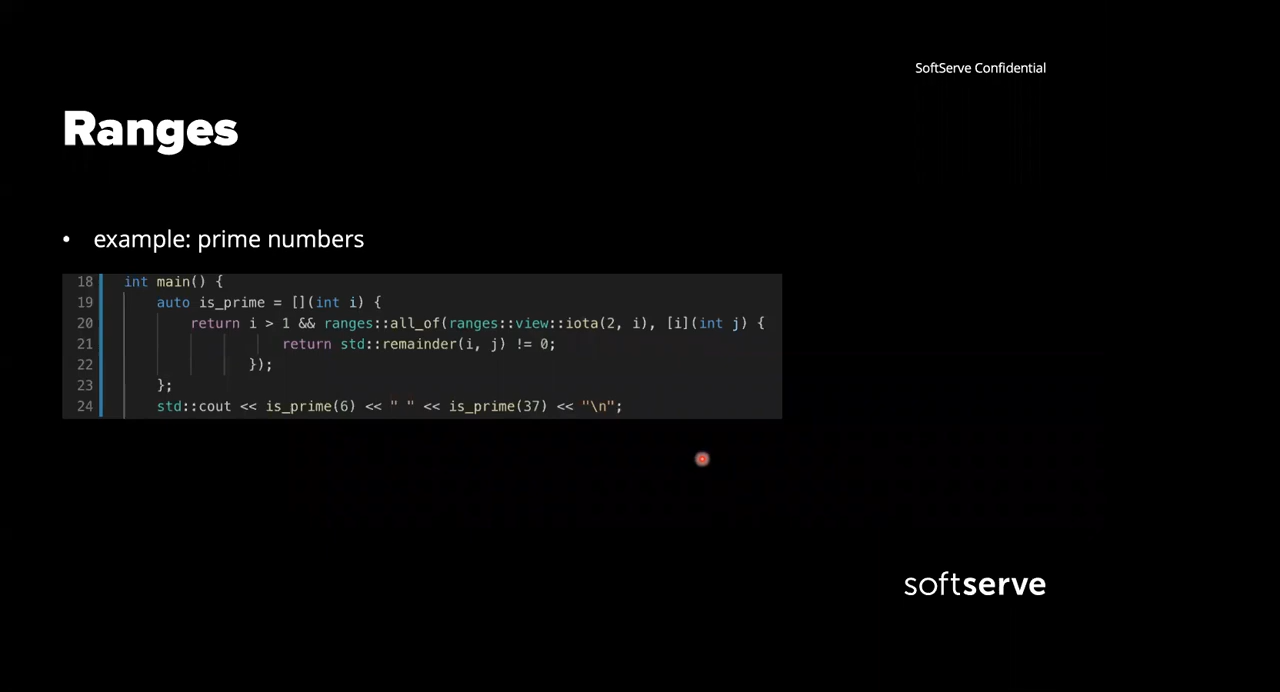 SoftServe Confidential
Ranges
• example: prime numbers
18 int main() {
19 auto is_prime = [](int i) {
20 return i > 1 && ranges::all_of(ranges::view::iota(2, i), [i](int j) {
21 return std::remainder(i, j) != 0;
22 });
23 };
24 std::cout << is_prime(6) << " " << is_prime(37) << "\n";
softserve